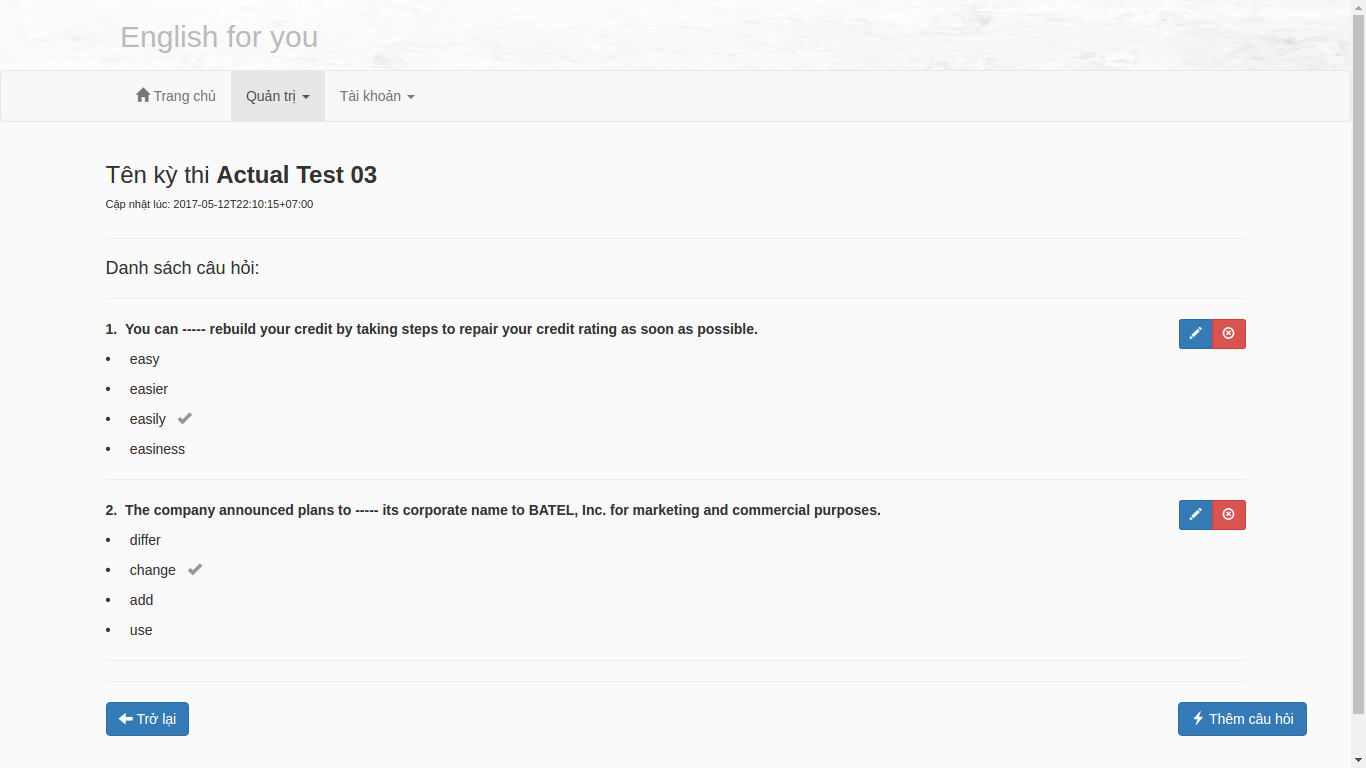 English for you
Trang chủ Quản trị Tài khoản
Tên kỳ thi Actual Test 03
Cập nhật lúc: 2017-05-12T22:10:15+07:00
Danh sách câu hỏi:
1. You can ----- rebuild your credit by taking steps to repair your credit rating as soon as possible.
• easy
• easier
• easily
• easiness
2. The company announced plans to ----- its corporate name to BATEL, Inc. for marketing and commercial purposes.
• differ
• change
• add
• use
Trở lại Thêm câu hỏi